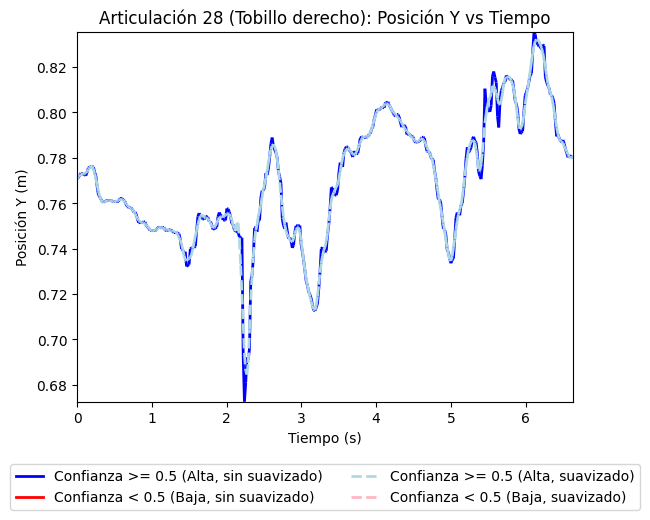 Articulación 28 (Tobillo derecho): Posición Y vs Tiempo
0.82
0.80
0.78
0.76
0.74
0.72
0.70
0.68
Posición Y (m)
0 1 2 3 4 5 6
Tiempo (s)
Confianza >= 0.5 (Alta, sin suavizado)
Confianza < 0.5 (Baja, sin suavizado)
Confianza >= 0.5 (Alta, suavizado)
Confianza < 0.5 (Baja, suavizado)